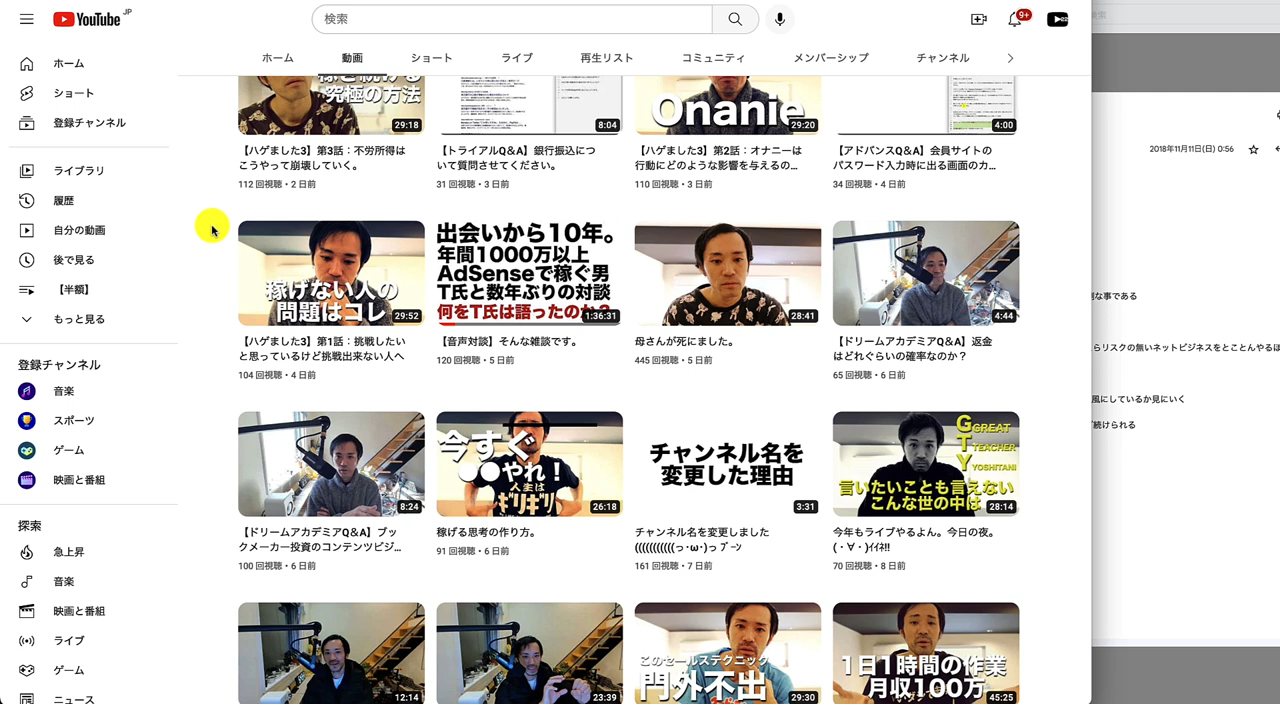 YouTube JP
検索
9+
ホーム
動画
ショート
ライブ
再生リスト
コミュニティ
メンバーシップ
チャンネル
ホーム
ショート
登録チャンネル
ライブラリ
履歴
自分の動画
後で見る
【半額】
もっと見る
登録チャンネル
音楽
スポーツ
ゲーム
映画と番組
探索
急上昇
音楽
映画と番組
ライブ
ゲーム
ニュース
究極の方法
29:18
【ハゲました3】第3話：不労所得は
こうやって崩壊していく。
112 回視聴・2 日前
8:04
【トライアルQ&A】銀行振込につ
いて質問させてください。
31 回視聴・3 日前
Onanie
29:20
【ハゲました3】第2話：オナニーは
行動にどのような影響を与えるの...
110 回視聴・3 日前
4:00
【アドバンスQ&A】会員サイトの
パスワード入力時に出る画面のカ...
34 回視聴・4 日前
稼げない人の
問題はコレ
29:52
【ハゲました3】第1話：挑戦したい
と思っているけど挑戦出来ない人へ
104 回視聴・4 日前
出会いから10年。
年間1000万以上
AdSenseで稼ぐ男
T氏と数年ぶりの対談
何をT氏は語ったのか?
1:36:31
【音声対談】そんな雑談です。
120 回視聴・5 日前
28:41
母さんが死にました。
445 回視聴・5 日前
4:44
【ドリームアカデミアQ&A】返金
はどれぐらいの確率なのか？
65 回視聴・6 日前
8:24
【ドリームアカデミアQ&A】ブッ
クメーカー投資のコンテンツビジ...
100 回視聴・6 日前
今すぐ
●●やれ！
人生は
ギリギリ
26:18
稼げる思考の作り方。
91 回視聴・6 日前
チャンネル名を
変更した理由
3:31
チャンネル名を変更しました
((((((((((っ・ω・)っ ﾌﾞｰﾝ
161 回視聴・7 日前
GREAT
TEACHER
YOSHITANI
言いたいことも言えない
こんな世の中は
28:14
今年もライブやるよん。今日の夜。
(・∀・)ｲｲﾈ!!
70 回視聴・8 日前
12:14
23:39
このセールステクニック
門外不出
29:30
1日1時間の作業
月収100万
45:25
2018年11月11日(日) 0:56
な事である
らリスクの無いネットビジネスをとことんやるほ
風にしているか見にいく
続けられる